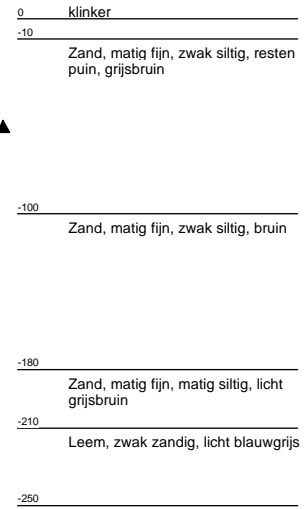 0 klinker
-10
Zand, matig fijn, zwak siltig, resten
puin, grijsbruin
-100
Zand, matig fijn, zwak siltig, bruin
-180
Zand, matig fijn, matig siltig, licht
grijsbruin
-210
Leem, zwak zandig, licht blauwgrijs
-250